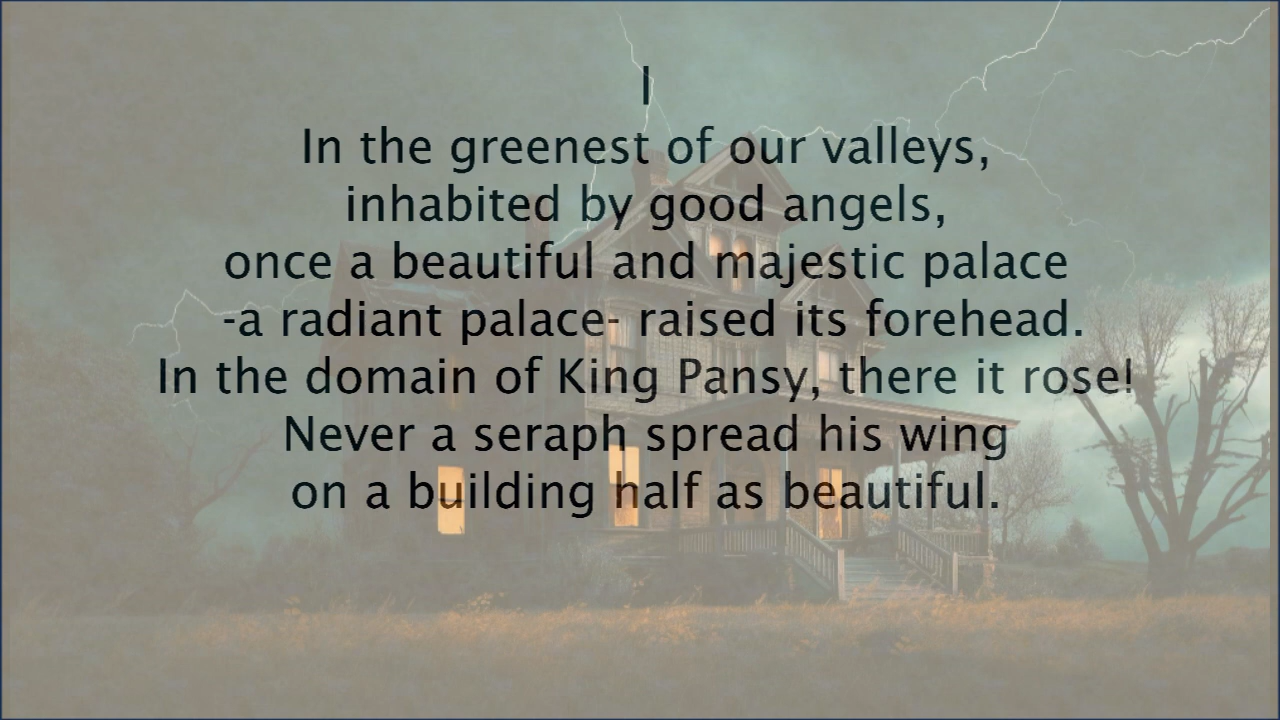 I
In the greenest of our valleys,
inhabited by good angels,
once a beautiful and majestic palace
-a radiant palace- raised its forehead.
In the domain of King Pansy, there it rose!
Never a seraph spread his wing
on a building half as beautiful.